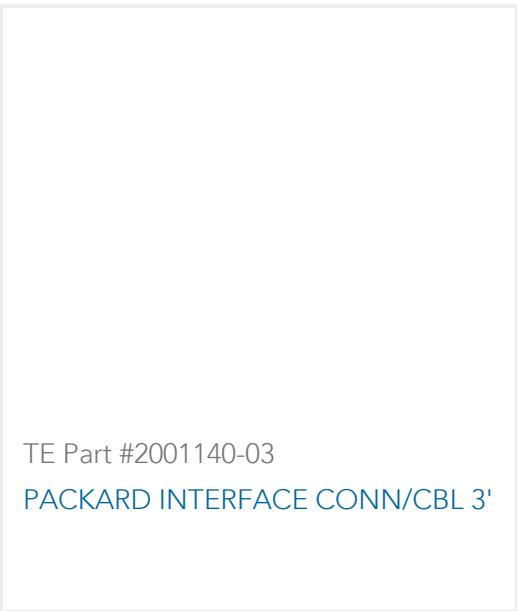 TE Part #2001140-03
PACKARD INTERFACE CONN/CBL 3'